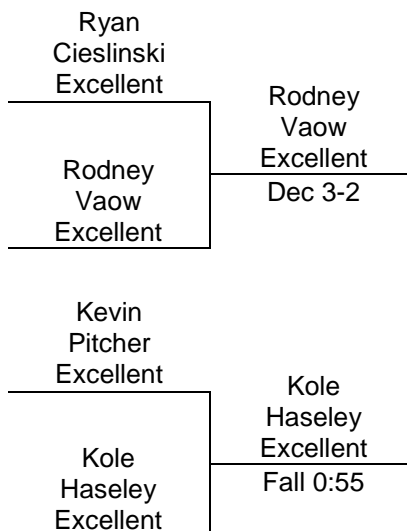 Ryan
Cieslinski
Excellent
Rodney
Vaow
Excellent
Rodney
Vaow
Excellent
Dec 3-2
Kevin
Pitcher
Excellent
Kole
Haseley
Excellent
Kole
Haseley
Excellent
Fall 0:55